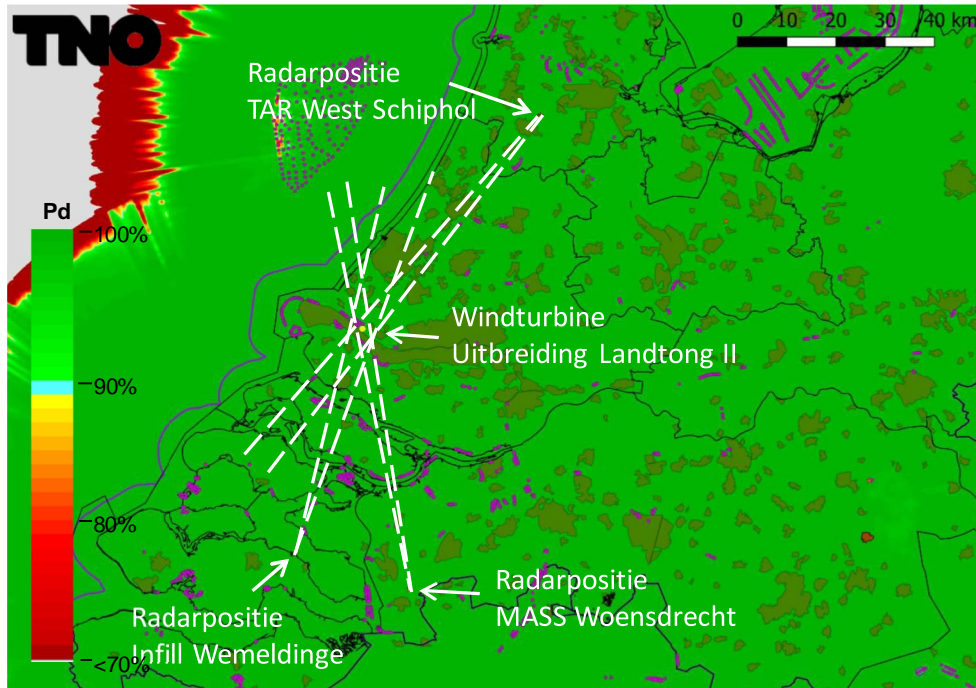 TNO
0 10 20 30 40 km
Radarpositie
TAR West Schiphol
Pd
100%
90%
80%
<70%
Windturbine
Uitbreiding Landtong II
Radarpositie
MASS Woensdrecht
Radarpositie
Infill Wemeldinge